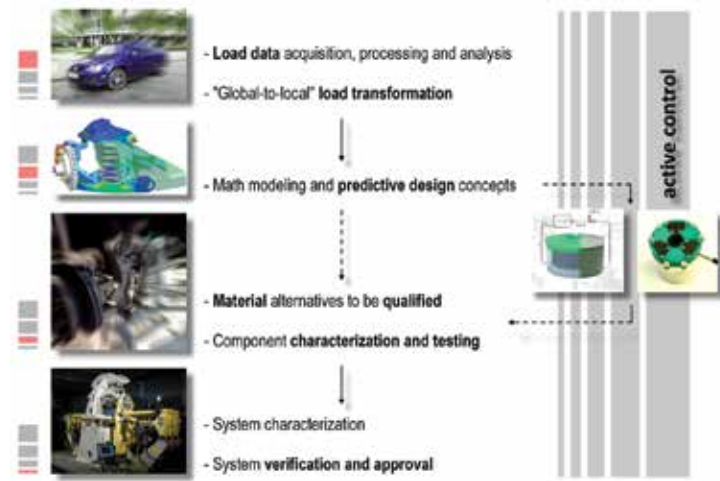 - Load data acquisition, processing and analysis
- "Global-to-local" load transformation
- Math modeling and predictive design concepts
- Material alternatives to be qualified
- Component characterization and testing
- System characterization
- System verification and approval
active control